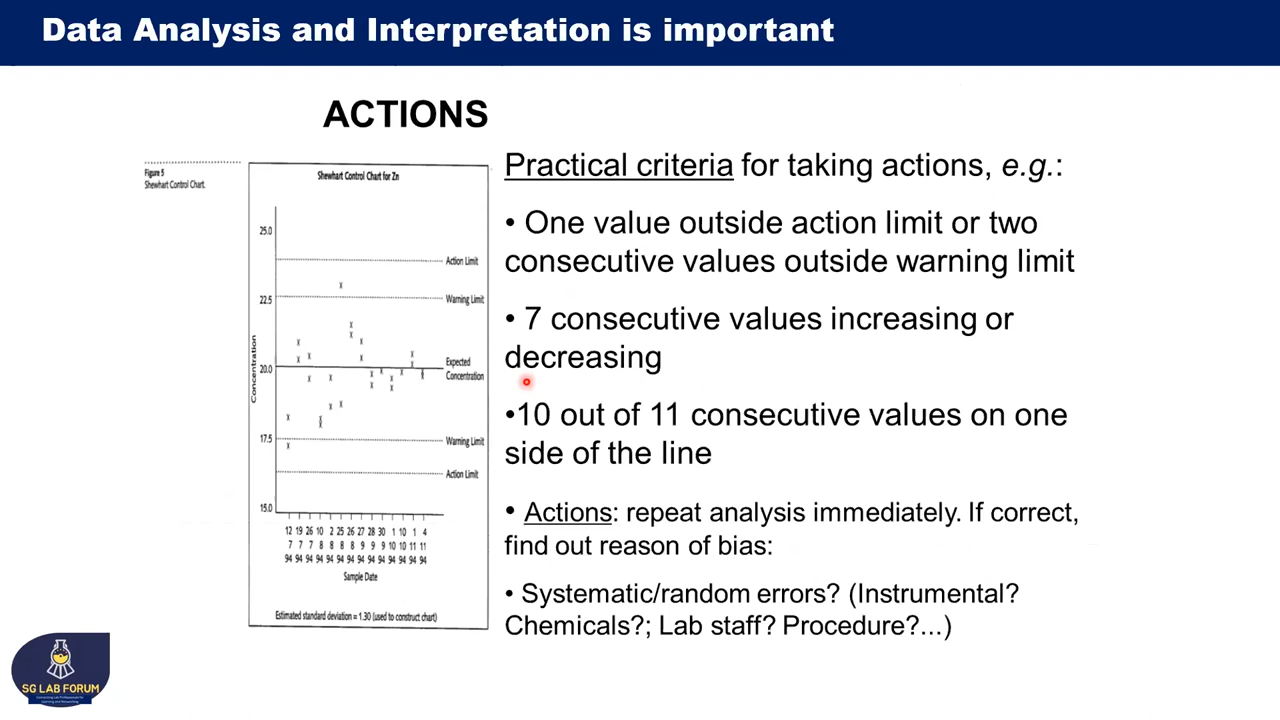 Data Analysis and Interpretation is important
ACTIONS
Figure 5
Shewhart Control Chart.
Shewhart Control Chart for Zn
25.0
Action Limit
22.5
Warning Limit
Expected
20.0
Concentration
Concentration
17.5
Warning Limit
Action Limit
15.0
12 19 26 10 2 25 26 27 28 30 1 10 1 4
7 7 7 8 8 8 8 9 9 9 10 10 11 11
94 94 94 94 94 94 94 94 94 94 94 94 94 94
Sample Date
Estimated standard deviation = 1.30 (used to construct chart)
Practical criteria for taking actions, e.g.:
• One value outside action limit or two
consecutive values outside warning limit
• 7 consecutive values increasing or
decreasing
•10 out of 11 consecutive values on one
side of the line
• Actions: repeat analysis immediately. If correct,
find out reason of bias:
• Systematic/random errors? (Instrumental?
Chemicals?; Lab staff? Procedure?...)
SG LAB FORUM